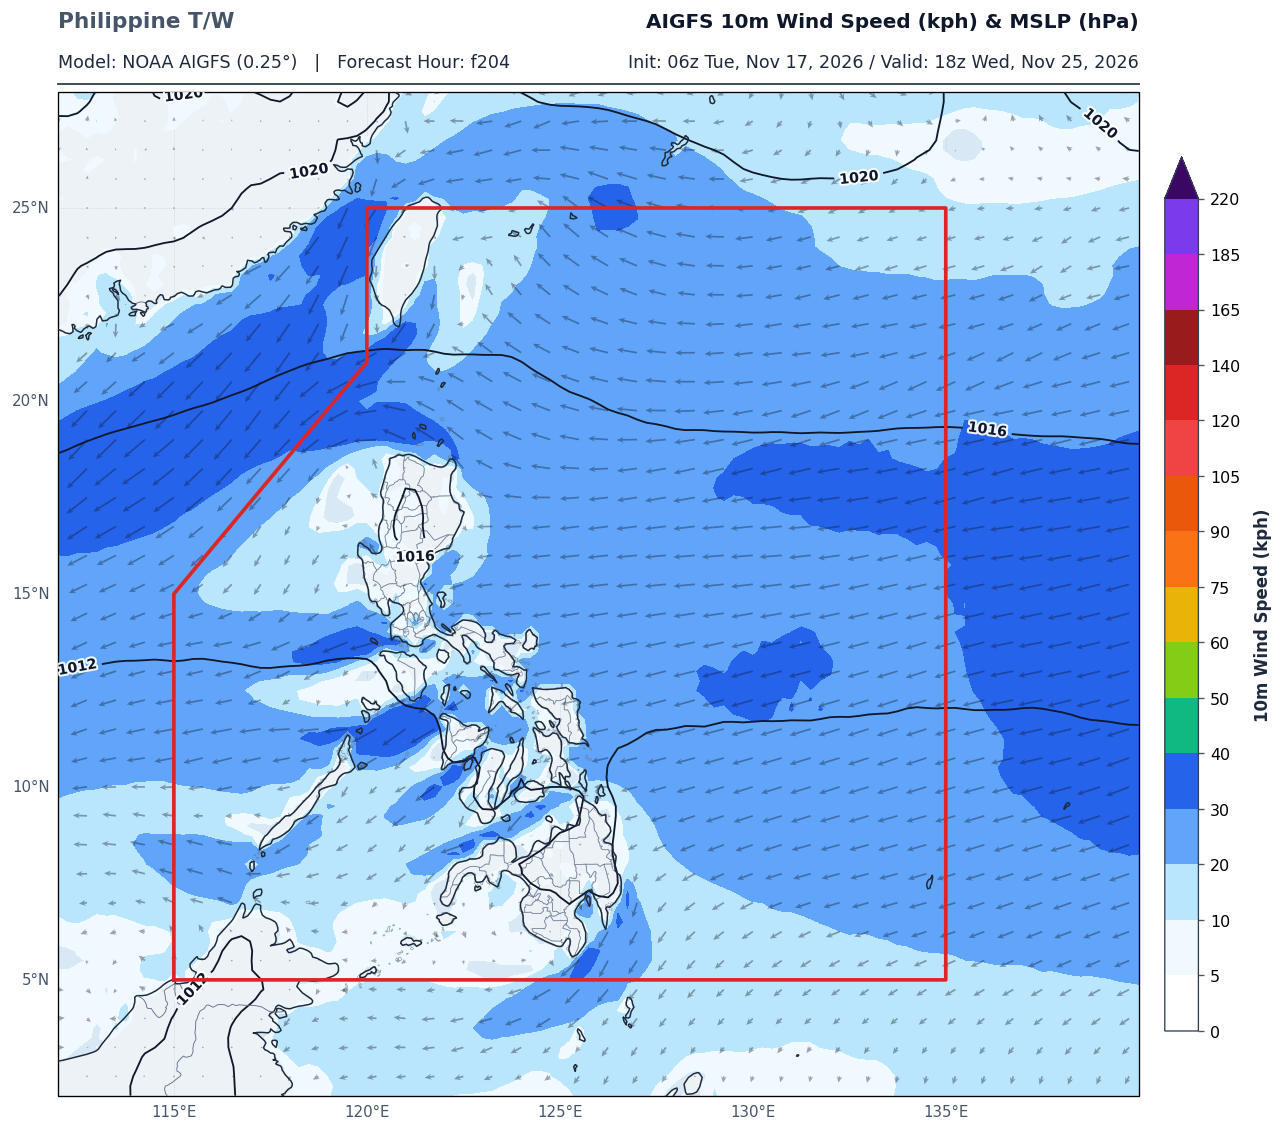 Philippine T/W
AIGFS 10m Wind Speed (kph) & MSLP (hPa)
Model: NOAA AIGFS (0.25°) | Forecast Hour: f204
Init: 06z Tue, Nov 17, 2026 / Valid: 18z Wed, Nov 25, 2026
1020
1020
1020
1020
1016
1016
1012
1012
25°N
20°N
15°N
10°N
5°N
115°E
120°E
125°E
130°E
135°E
220
185
165
140
120
105
90
75
60
50
40
30
20
10
5
0
10m Wind Speed (kph)